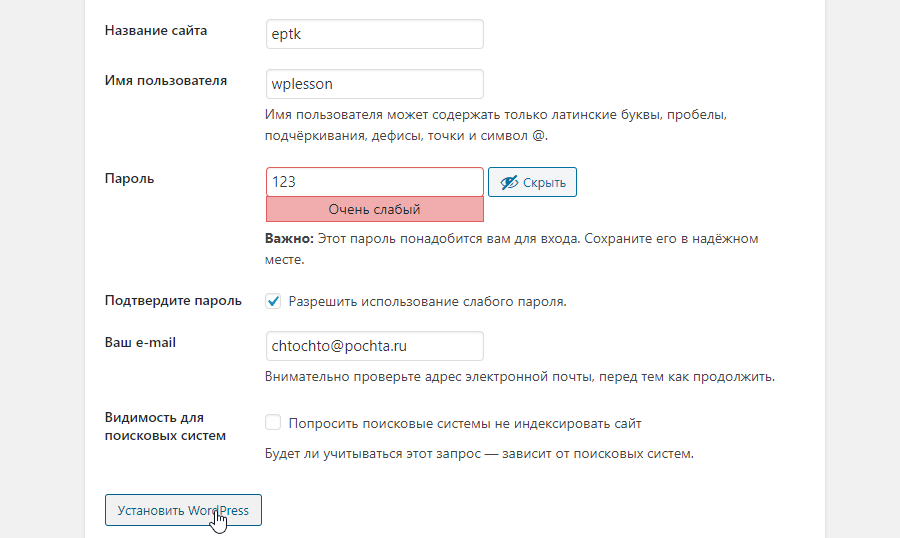 Название сайта
eptk
Имя пользователя
wplesson
Имя пользователя может содержать только латинские буквы, пробелы,
подчёркивания, дефисы, точки и символ @.
Пароль
123
Скрыть
Очень слабый
Важно: Этот пароль понадобится вам для входа. Сохраните его в надёжном
месте.
Подтвердите пароль
Разрешить использование слабого пароля.
Ваш e-mail
chtochto@pochta.ru
Внимательно проверьте адрес электронной почты, перед тем как продолжить.
Видимость для
поисковых систем
Попросить поисковые системы не индексировать сайт
Будет ли учитываться этот запрос — зависит от поисковых систем.
Установить WordPress